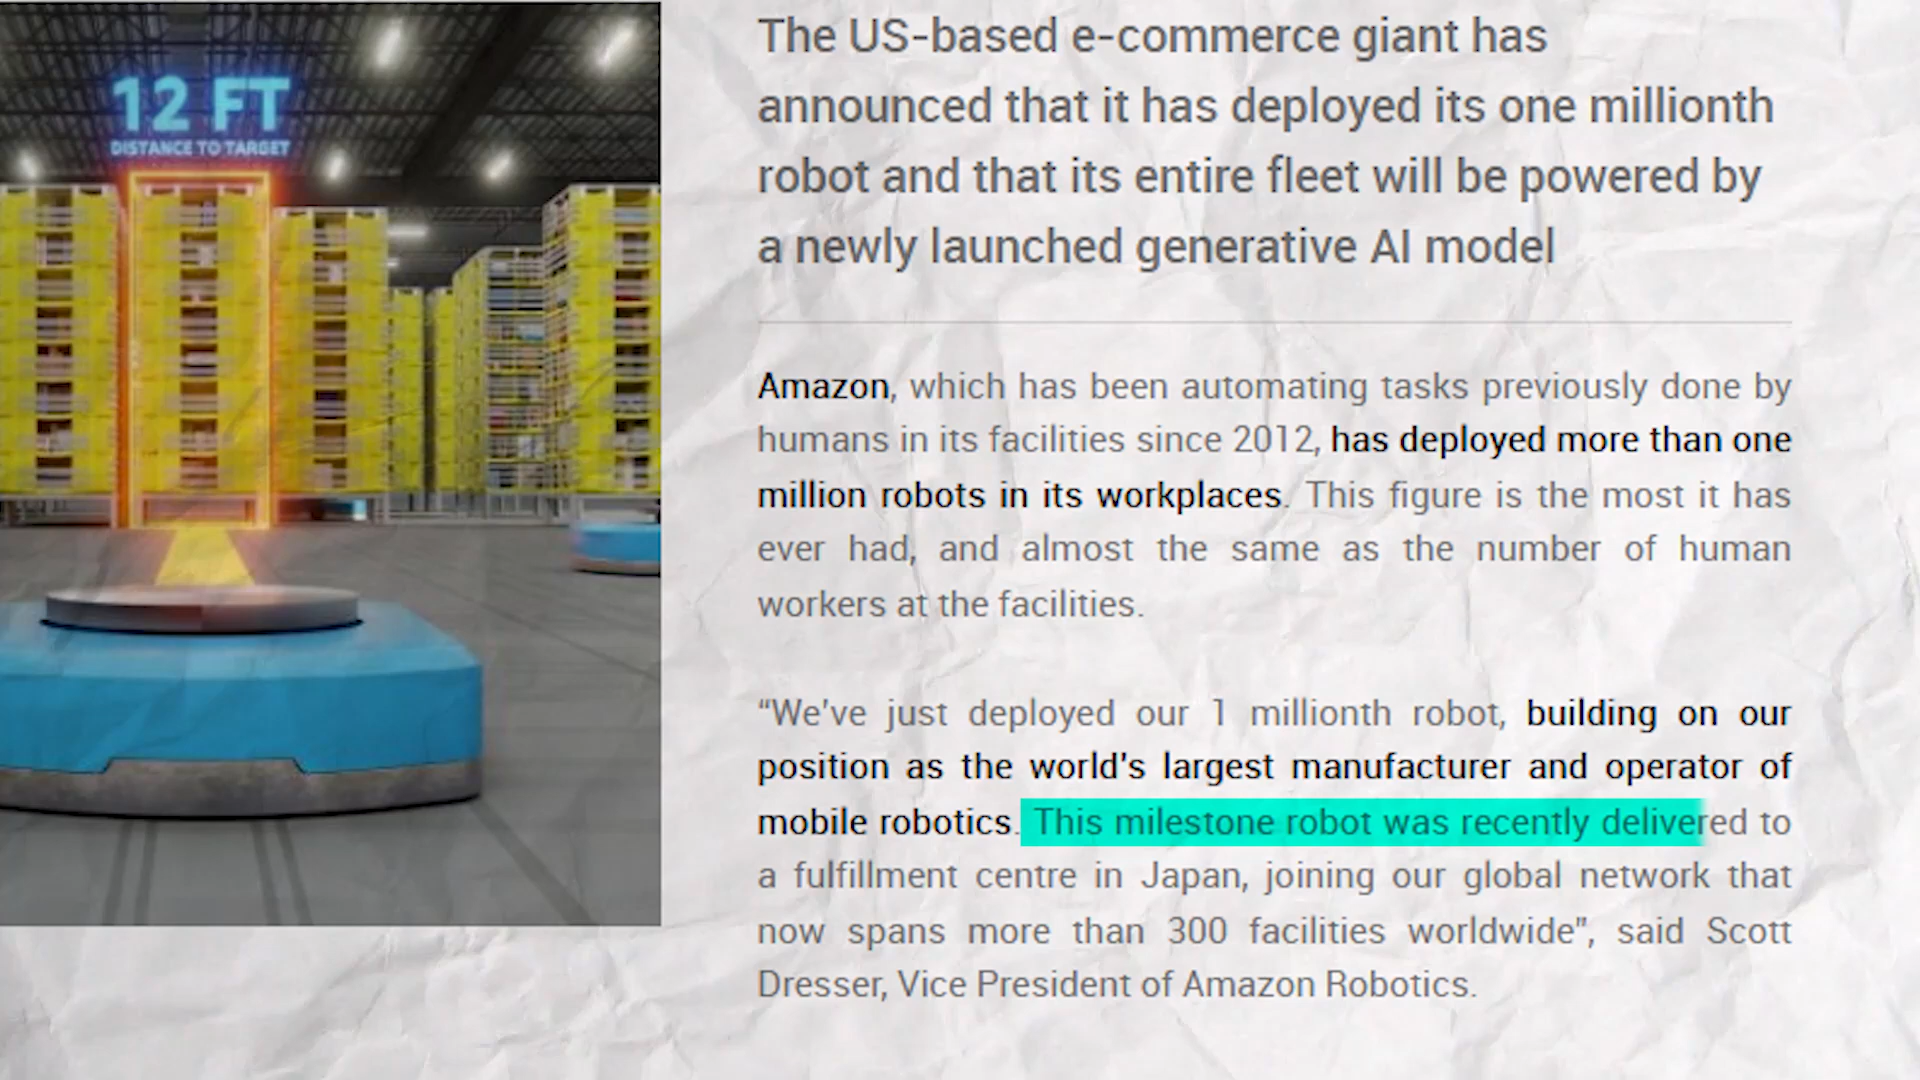 12 FT
DISTANCE TO TARGET
The US-based e-commerce giant has
announced that it has deployed its one millionth
robot and that its entire fleet will be powered by
a newly launched generative AI model
Amazon, which has been automating tasks previously done by
humans in its facilities since 2012, has deployed more than one
million robots in its workplaces. This figure is the most it has
ever had, and almost the same as the number of human
workers at the facilities.
“We’ve just deployed our 1 millionth robot, building on our
position as the world’s largest manufacturer and operator of
mobile robotics. This milestone robot was recently delivered to
a fulfillment centre in Japan, joining our global network that
now spans more than 300 facilities worldwide”, said Scott
Dresser, Vice President of Amazon Robotics.